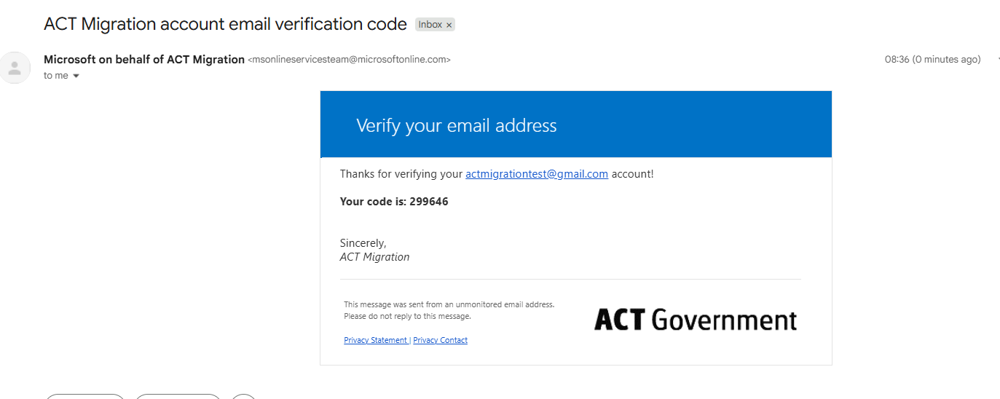 ACT Migration account email verification code Inbox ×
Microsoft on behalf of ACT Migration <msonlineservicesteam@microsoftonline.com> 08:36 (0 minutes ago)
to me
Verify your email address
Thanks for verifying your actmigrationtest@gmail.com account!
Your code is: 299646
Sincerely,
ACT Migration
This message was sent from an unmonitored email address.
Please do not reply to this message.
ACT Government
Privacy Statement | Privacy Contact